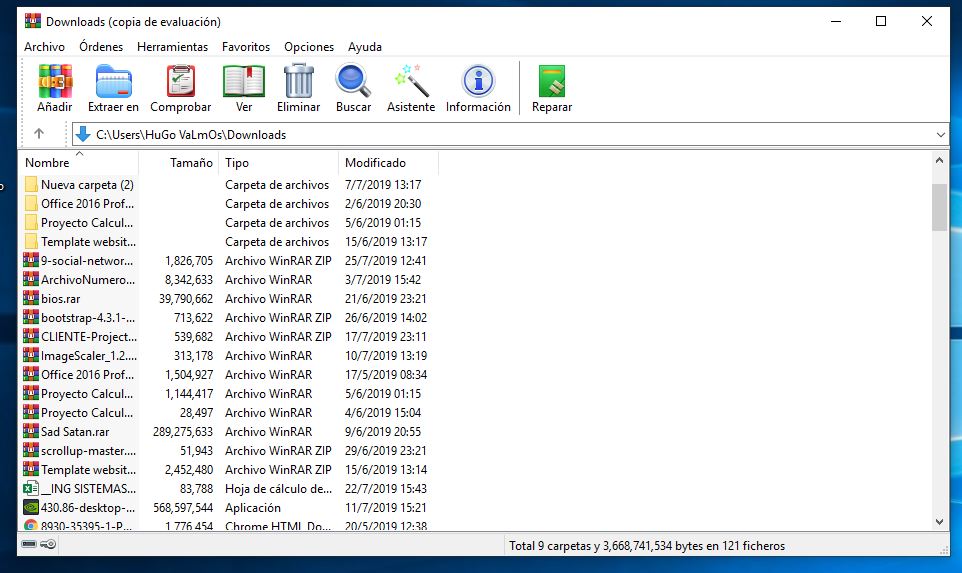 Downloads (copia de evaluación)
Archivo Órdenes Herramientas Favoritos Opciones Ayuda
Añadir Extraer en Comprobar Ver Eliminar Buscar Asistente Información Reparar
C:\Users\HuGo VaLmOs\Downloads
Nombre Tamaño Tipo Modificado
Nueva carpeta (2) Carpeta de archivos 7/7/2019 13:17
Office 2016 Prof... Carpeta de archivos 2/6/2019 20:30
Proyecto Calcul... Carpeta de archivos 5/6/2019 01:15
Template websit... Carpeta de archivos 15/6/2019 13:17
9-social-networ... 1,826,705 Archivo WinRAR ZIP 25/7/2019 12:41
ArchivoNumero... 8,342,633 Archivo WinRAR 3/7/2019 15:42
bios.rar 39,790,662 Archivo WinRAR 21/6/2019 23:21
bootstrap-4.3.1-... 713,622 Archivo WinRAR ZIP 26/6/2019 14:02
CLIENTE-Project... 539,682 Archivo WinRAR ZIP 17/7/2019 23:11
ImageScaler_1.2.... 313,178 Archivo WinRAR 10/7/2019 13:19
Office 2016 Prof... 1,504,927 Archivo WinRAR 17/5/2019 08:34
Proyecto Calcul... 1,144,417 Archivo WinRAR 5/6/2019 01:15
Proyecto Calcul... 28,497 Archivo WinRAR 4/6/2019 15:04
Sad Satan.rar 289,275,633 Archivo WinRAR 9/6/2019 20:55
scrollup-master.... 51,943 Archivo WinRAR ZIP 29/6/2019 23:21
Template websit... 2,452,480 Archivo WinRAR ZIP 15/6/2019 13:14
__ING SISTEMAS... 83,788 Hoja de cálculo de... 22/7/2019 15:43
430.86-desktop-... 568,597,544 Aplicación 11/7/2019 15:21
8930-35395-1-P... 1,776,454 Chrome HTML Do... 20/5/2019 12:38
Total 9 carpetas y 3,668,741,534 bytes en 121 ficheros